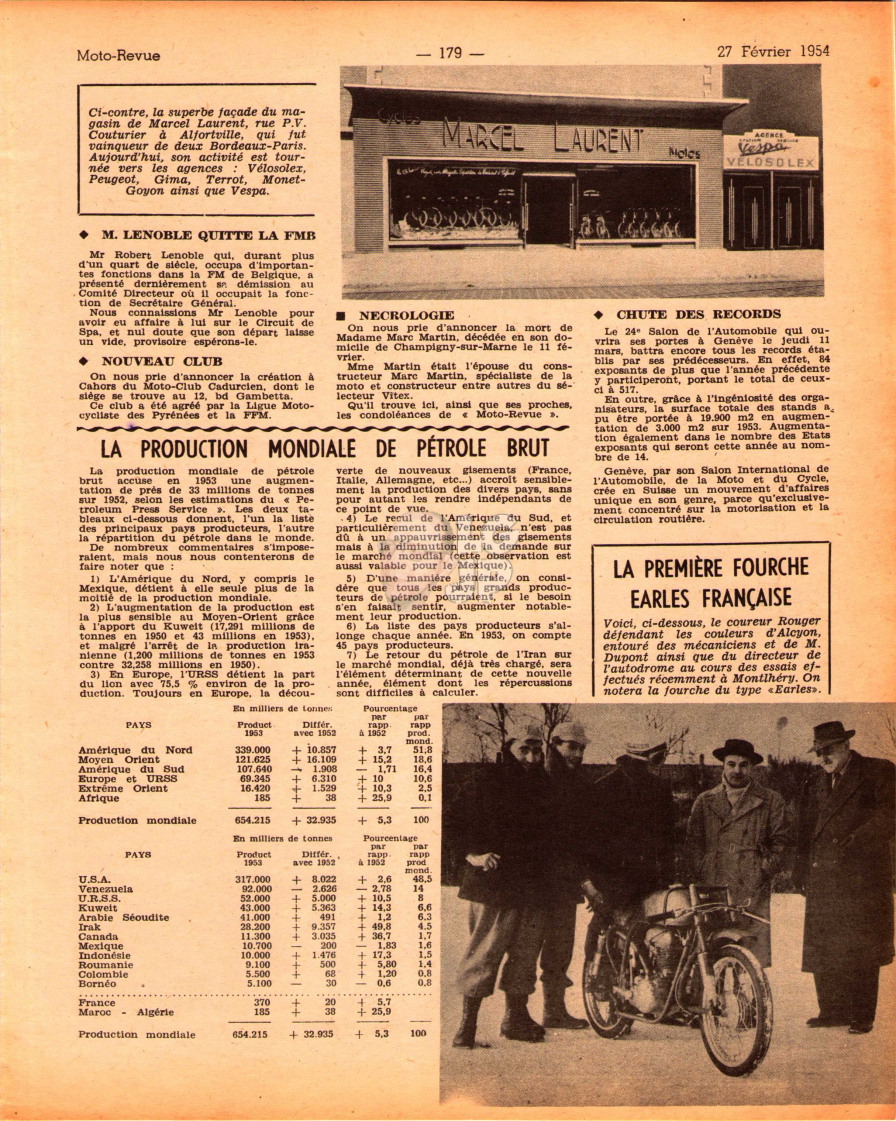 Moto-Revue
— 179 —
27 Février 1954
Ci-contre, la superbe façade du ma-
gasin de Marcel Laurent, rue P.V.
Couturier à Alfortville, qui fut
vainqueur de deux Bordeaux-Paris.
Aujourd'hui, son activité est tour-
née vers les agences : Vélosolex,
Peugeot, Gima, Terrot, Monet-
Goyon ainsi que Vespa.
CYCLES
MARCEL LAURENT
Motos
AGENCE
Vespa
VELOSOLEX
◆ M. LENOBLE QUITTE LA FMB
Mr Robert Lenoble qui, durant plus
d'un quart de siècle, occupa d'importan-
tes fonctions dans la FM de Belgique, a
présenté dernièrement sa démission au
Comité Directeur où il occupait la fonc-
tion de Secrétaire Général.
Nous connaissions Mr Lenoble pour
avoir eu affaire à lui sur le Circuit de
Spa, et nul doute que son départ laisse
un vide, provisoire espérons-le.
◆ NOUVEAU CLUB
On nous prie d'annoncer la création à
Cahors du Moto-Club Cadurcien, dont le
siège se trouve au 12, bd Gambetta.
Ce club a été agréé par la Ligue Moto-
cycliste des Pyrénées et la FFM.
■ NECROLOGIE
On nous prie d'annoncer la mort de
Madame Marc Martin, décédée en son do-
micile de Champigny-sur-Marne le 11 fé-
vrier.
Mme Martin était l'épouse du cons-
tructeur Marc Martin, spécialiste de la
moto et constructeur entre autres du sé-
lecteur Vitex.
Qu'il trouve ici, ainsi que ses proches,
les condoléances de « Moto-Revue ».
◆ CHUTE DES RECORDS
Le 24e Salon de l'Automobile qui ou-
vrira ses portes à Genève le jeudi 11
mars, battra encore tous les records éta-
blis par ses prédécesseurs. En effet, 84
exposants de plus que l'année précédente
y participeront, portant le total de ceux-
ci à 517.
En outre, grâce à l'ingéniosité des orga-
nisateurs, la surface totale des stands a
pu être portée à 19.900 m2 en augmen-
tation de 3.000 m2 sur 1953. Augmenta-
tion également dans le nombre des Etats
exposants qui seront cette année au nom-
bre de 14.
Genève, par son Salon International de
l'Automobile, de la Moto et du Cycle,
crée en Suisse un mouvement d'affaires
unique en son genre, parce qu'exclusive-
ment concentré sur la motorisation et la
circulation routière.
LA PRODUCTION MONDIALE DE PÉTROLE BRUT
La production mondiale de pétrole
brut accuse en 1953 une augmen-
tation de prés de 33 millions de tonnes
sur 1952, selon les estimations du « Pe-
troleum Press Service ». Les deux ta-
bleaux ci-dessous donnent, l'un la liste
des principaux pays producteurs, l'autre
la répartition du pétrole dans le monde.
De nombreux commentaires s'impose-
raient, mais nous nous contenterons de
faire noter que :
1) L'Amérique du Nord, y compris le
Mexique, détient à elle seule plus de la
moitié de la production mondiale.
2) L'augmentation de la production est
la plus sensible au Moyen-Orient grâce
à l'apport du Kuweit (17,291 millions de
tonnes en 1950 et 43 millions en 1953),
et malgré l'arrêt de la production ira-
nienne (1,200 millions de tonnes en 1953
contre 32,258 millions en 1950).
3) En Europe, l'URSS détient la part
du lion avec 75,5 % environ de la pro-
duction. Toujours en Europe, la décou-
verte de nouveaux gisements (France,
Italie, Allemagne, etc...) accroît sensible-
ment la production des divers pays, sans
pour autant les rendre indépendants de
ce point de vue.
4) Le recul de l'Amérique du Sud, et
particulièrement du Venezuela, n'est pas
dû à un appauvrissement des gisements
mais à la diminution de la demande sur
le marché mondial (cette observation est
aussi valable pour le Mexique)
5) D'une manière générale, on consi-
dère que tous les pays grands produc-
teurs de pétrole pourraient, si le besoin
s'en faisait sentir, augmenter notable-
ment leur production.
6) La liste des pays producteurs s'al-
longe chaque année. En 1953, on compte
45 pays producteurs.
7) Le retour du pétrole de l'Iran sur
le marché mondial, déjà très chargé, sera
l'élément déterminant de cette nouvelle
année, élément dont les répercussions
sont difficiles à calculer.
LA PREMIÈRE FOURCHE
EARLES FRANÇAISE
Voici, ci-dessous, le coureur Rouger
défendant les couleurs d'Alcyon,
entouré des mécaniciens et de M.
Dupont ainsi que du directeur de
l'autodrome au cours des essais ef-
fectués récemment à Montlhéry. On
notera la fourche du type «Earles».
En milliers de tonnes Pourcentage
par par
PAYS Product Différ. rapp. rapp
1953 avec 1952 à 1952 prod.
mond.
Amérique du Nord 339.000 + 10.857 + 3,7 51,8
Moyen Orient 121.625 + 16.109 + 15,2 18,6
Amérique du Sud 107.640 — 1.908 — 1,71 16,4
Europe et URSS 69.345 + 6.310 + 10 10,6
Extrême Orient 16.420 + 1.529 + 10,3 2,5
Afrique 185 + 38 + 25,9 0,1
Production mondiale 654.215 + 32.935 + 5,3 100
En milliers de tonnes Pourcentage
par par
PAYS Product Différ. rapp. rapp
1953 avec 1952 à 1952 prod
mond.
U.S.A. 317.000 + 8.022 + 2,6 48,5
Venezuela 92.000 — 2.626 — 2,78 14
U.R.S.S. 52.000 + 5.000 + 10,5 8
Kuweit 43.000 + 5.363 + 14,3 6,6
Arabie Séoudite 41.000 + 491 + 1,2 6.3
Irak 28.200 + 9.357 + 49,8 4.5
Canada 11.300 + 3.035 + 36,7 1,7
Mexique 10.700 — 200 — 1,83 1,6
Indonésie 10.000 + 1.476 + 17,3 1,5
Roumanie 9.100 + 500 + 5,80 1,4
Colombie 5.500 + 68 + 1,20 0,8
Bornéo 5.100 — 30 — 0,6 0,8
France 370 + 20 + 5,7
Maroc - Algérie 185 + 38 + 25,9
Production mondiale 654.215 + 32.935 + 5,3 100